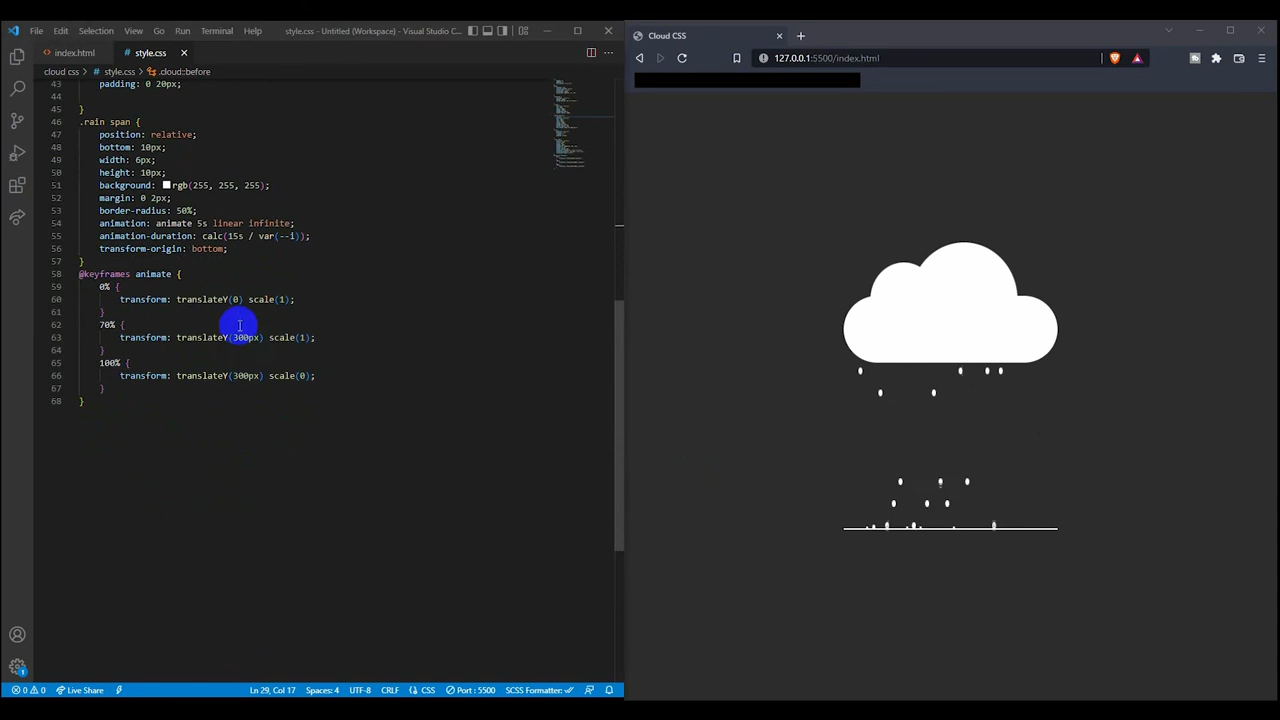 File Edit Selection View Go Run Terminal Help style.css - Untitled (Workspace) - Visual Studio C...
Cloud CSS
index.html
style.css
127.0.0.1:5500/index.html
cloud css > style.css > .cloud::before
43 padding: 0 20px;
44
45 }
46 .rain span {
47 position: relative;
48 bottom: 10px;
49 width: 6px;
50 height: 10px;
51 background: rgb(255, 255, 255);
52 margin: 0 2px;
53 border-radius: 50%;
54 animation: animate 5s linear infinite;
55 animation-duration: calc(15s / var(--i));
56 transform-origin: bottom;
57 }
58 @keyframes animate {
59 0% {
60 transform: translateY(0) scale(1);
61 }
62 70% {
63 transform: translateY(300px) scale(1);
64 }
65 100% {
66 transform: translateY(300px) scale(0);
67 }
68 }
1
0 0 Live Share Ln 29, Col 17 Spaces: 4 UTF-8 CRLF CSS Port : 5500 SCSS Formatter: